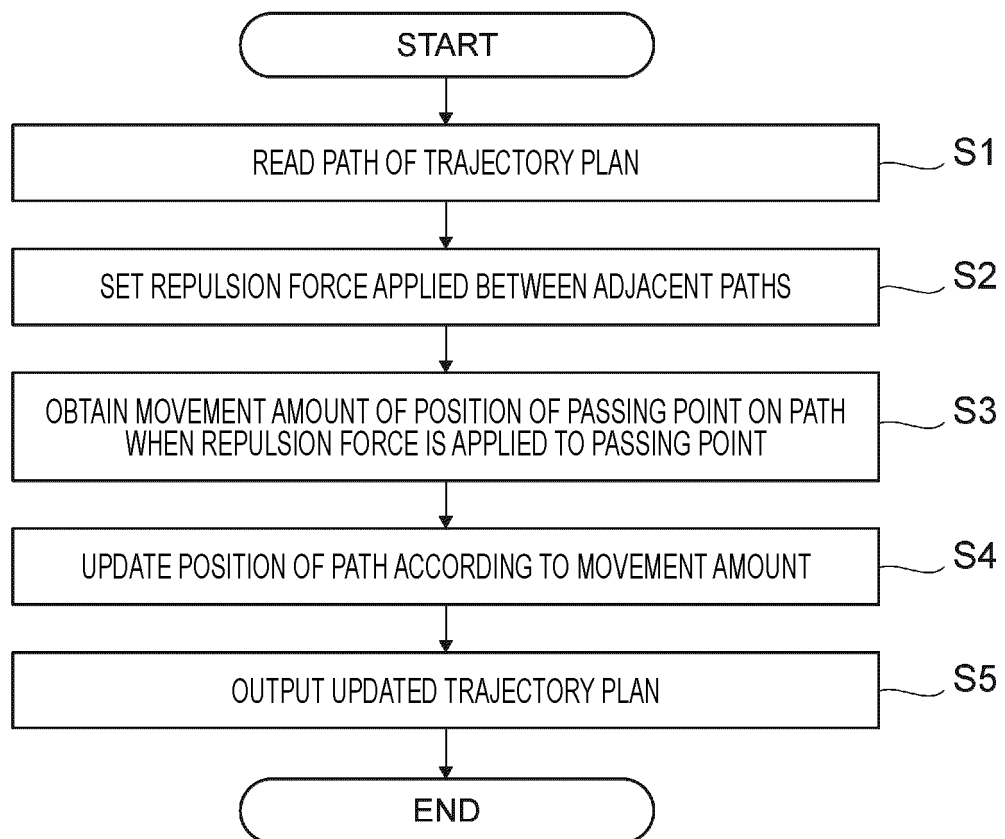 START
READ PATH OF TRAJECTORY PLAN
S1
SET REPULSION FORCE APPLIED BETWEEN ADJACENT PATHS
S2
OBTAIN MOVEMENT AMOUNT OF POSITION OF PASSING POINT ON PATH
WHEN REPULSION FORCE IS APPLIED TO PASSING POINT
S3
UPDATE POSITION OF PATH ACCORDING TO MOVEMENT AMOUNT
S4
OUTPUT UPDATED TRAJECTORY PLAN
S5
END